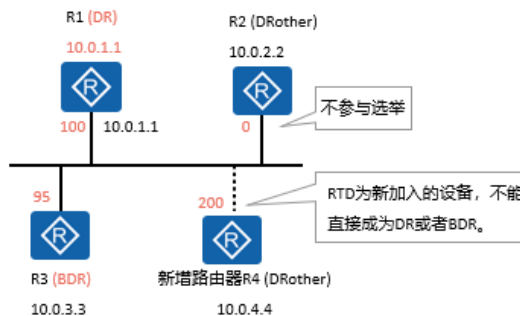 R1 (DR)
10.0.1.1
R
100
10.0.1.1
R2 (DRother)
10.0.2.2
R
0
不参与选举
95
R
R3 (BDR)
10.0.3.3
200
R
新增路由器R4 (DRother)
10.0.4.4
RTD为新加入的设备，不能
直接成为DR或者BDR。